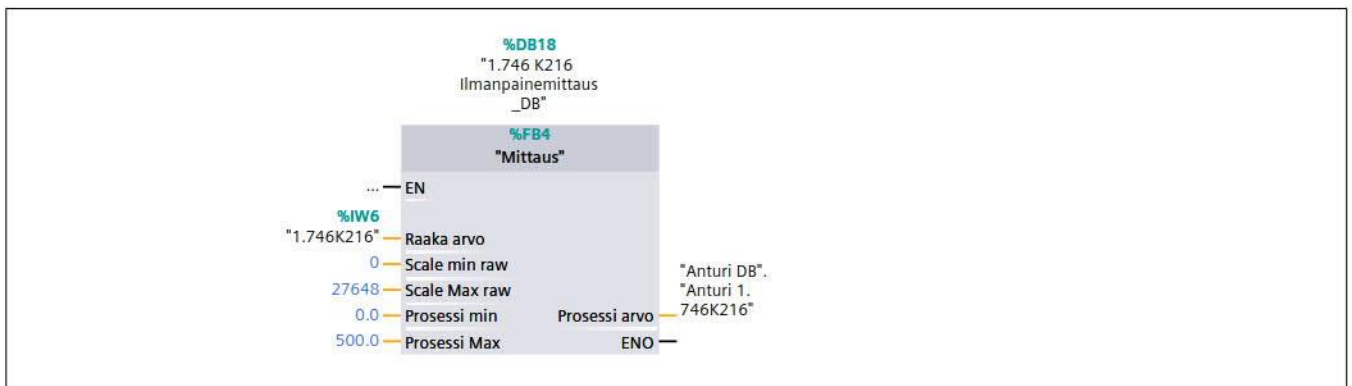 %DB18
"1.746 K216
Ilmanpainemittaus
_DB"
%FB4
"Mittaus"
... EN
%IW6
"1.746K216" Raaka arvo
0 Scale min raw
27648 Scale Max raw
0.0 Prosessi min
500.0 Prosessi Max
Prosessi arvo
ENO
"Anturi DB".
"Anturi 1.
746K216"